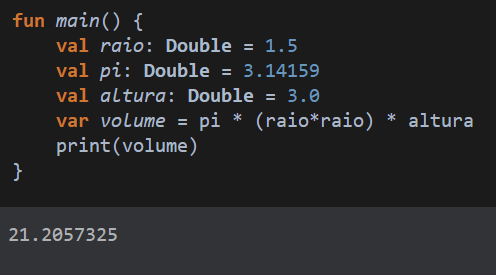 fun main() {
    val raio: Double = 1.5
    val pi: Double = 3.14159
    val altura: Double = 3.0
    var volume = pi * (raio*raio) * altura
    print(volume)
}
21.2057325